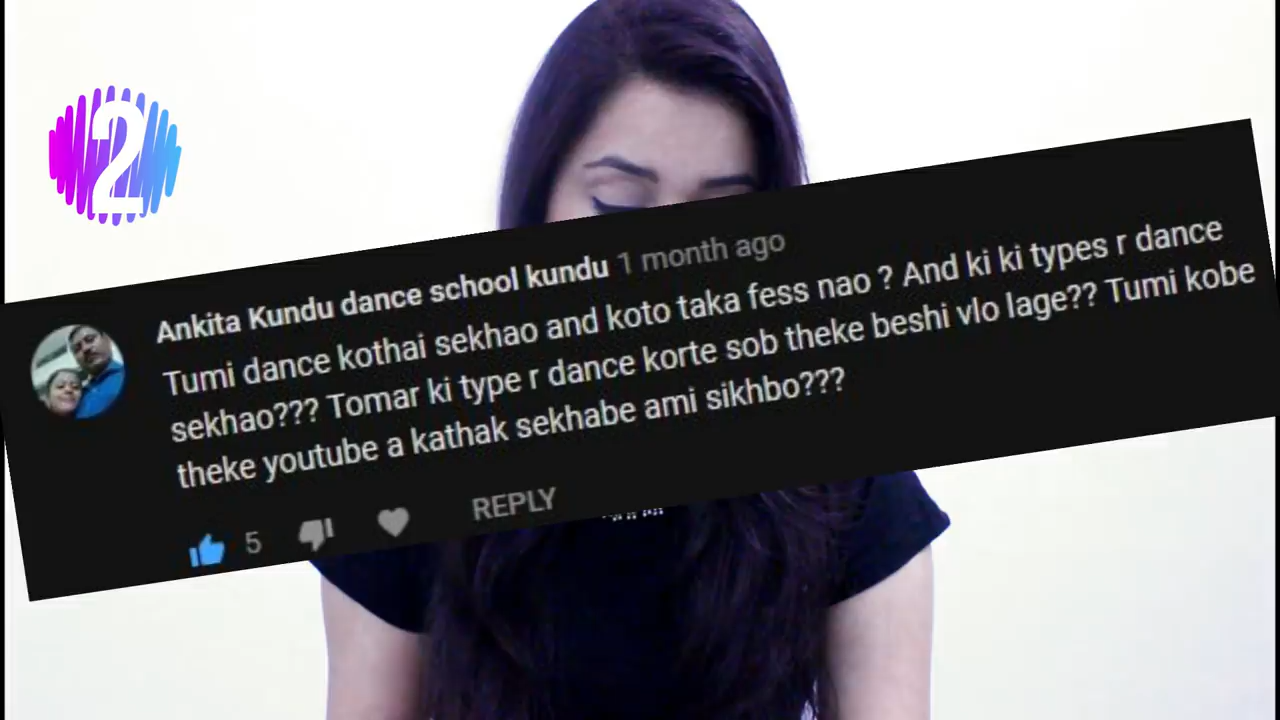 2
Ankita Kundu dance school kundu 1 month ago
Tumi dance kothai sekhao and koto taka fess nao ? And ki ki types r dance
sekhao??? Tomar ki type r dance korte sob theke beshi vlo lage?? Tumi kobe
theke youtube a kathak sekhabe ami sikhbo???
5 REPLY